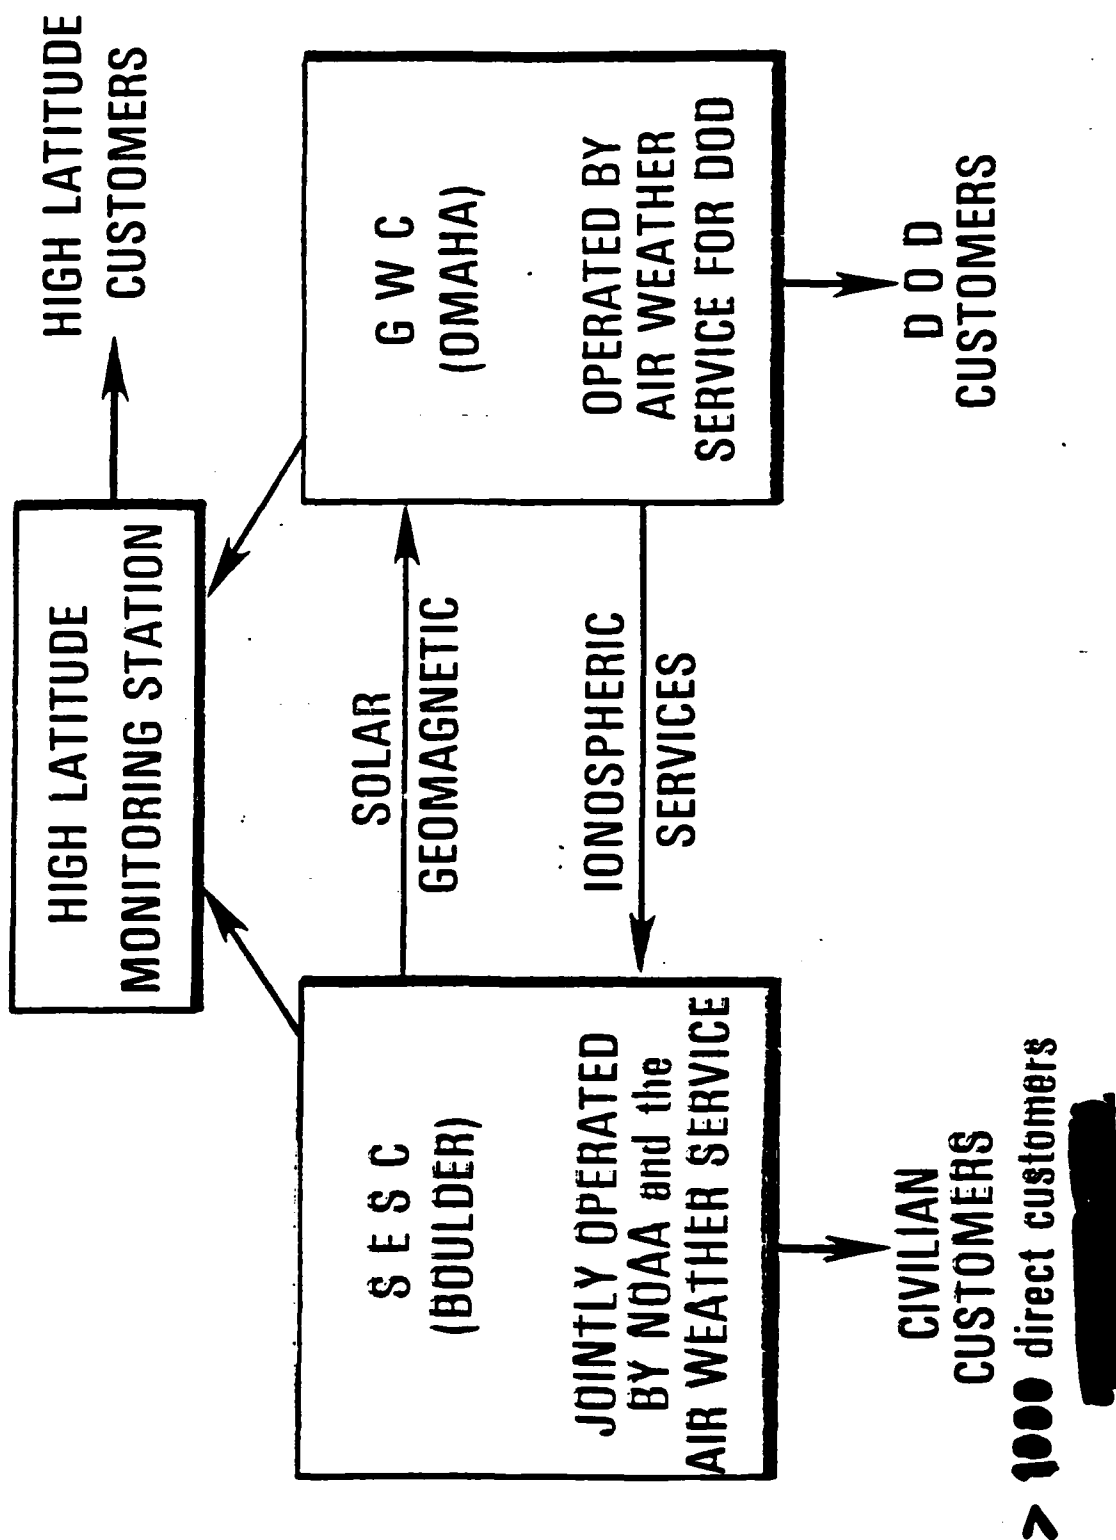 HIGH LATITUDE
MONITORING STATION
HIGH LATITUDE
CUSTOMERS
S E S C
(BOULDER)
JOINTLY OPERATED
BY NOAA and the
AIR WEATHER SERVICE
SOLAR
GEOMAGNETIC
IONOSPHERIC
SERVICES
G W C
(OMAHA)
OPERATED BY
AIR WEATHER
SERVICE FOR DOD
CIVILIAN
CUSTOMERS
> 1000 direct customers
D O D
CUSTOMERS